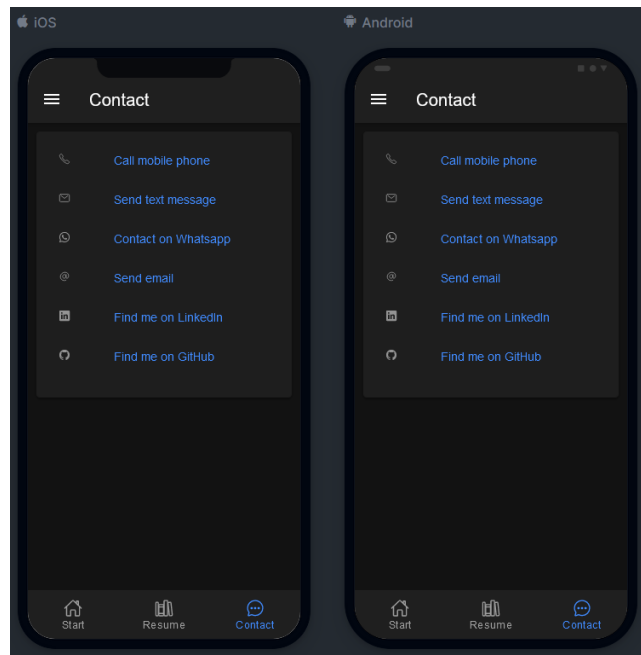 iOS
Android
Contact
Call mobile phone
Send text message
Contact on Whatsapp
Send email
Find me on LinkedIn
Find me on GitHub
Start
Resume
Contact
Contact
Call mobile phone
Send text message
Contact on Whatsapp
Send email
Find me on LinkedIn
Find me on GitHub
Start
Resume
Contact